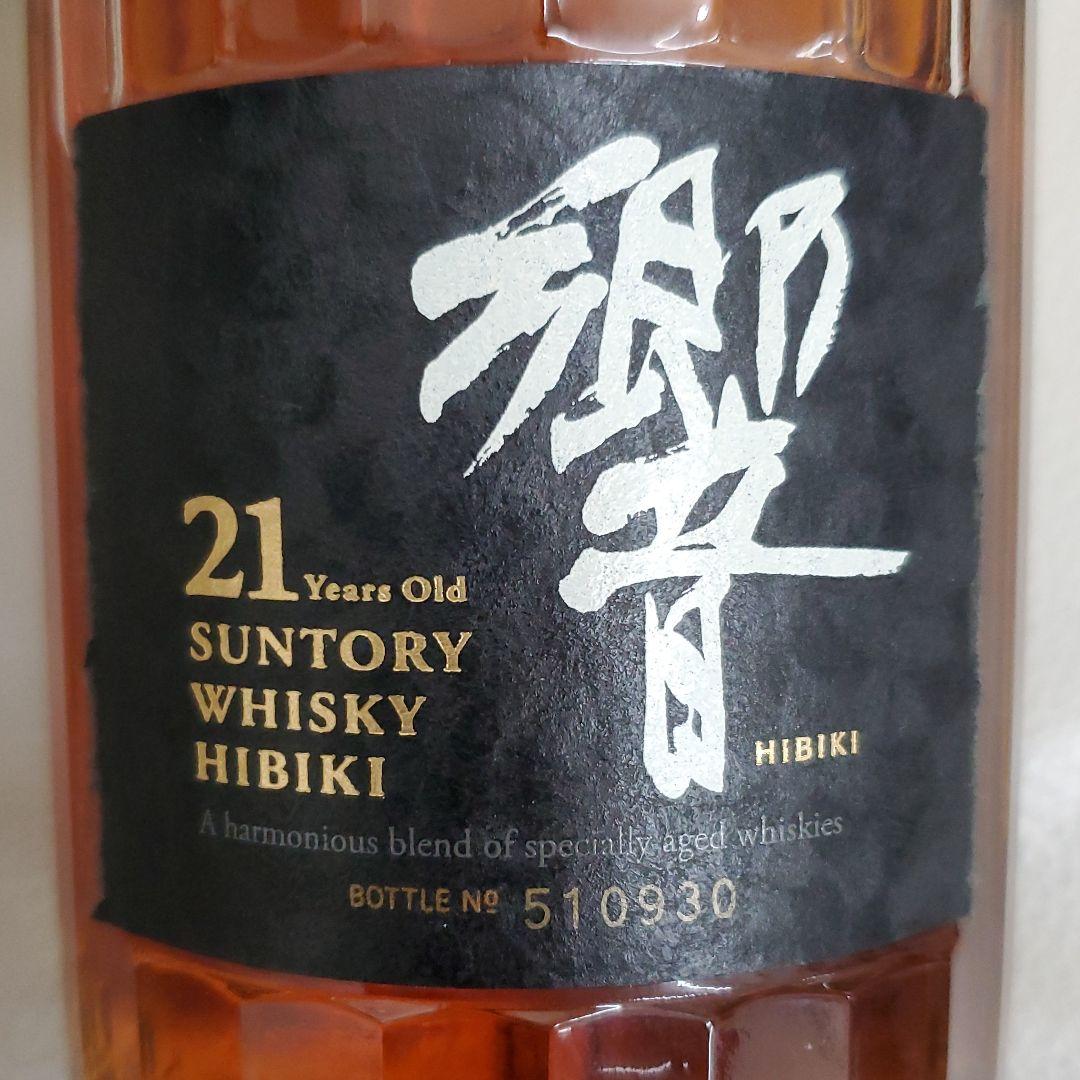 響
21 Years Old
SUNTORY
WHISKY
HIBIKI
HIBIKI
A harmonious blend of specially aged whiskies
BOTTLE Nº 510930